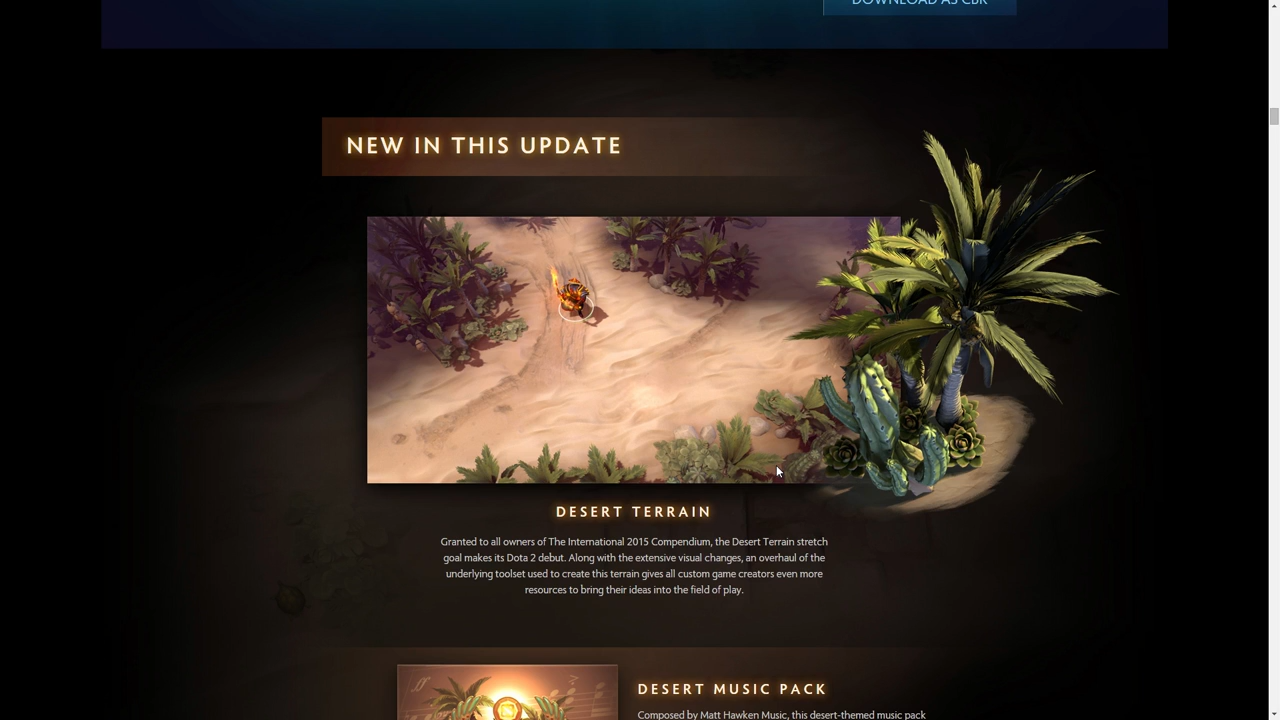 DOWNLOAD AS CBR
NEW IN THIS UPDATE
DESERT TERRAIN
Granted to all owners of The International 2015 Compendium, the Desert Terrain stretch
goal makes its Dota 2 debut. Along with the extensive visual changes, an overhaul of the
underlying toolset used to create this terrain gives all custom game creators even more
resources to bring their ideas into the field of play.
DESERT MUSIC PACK
Composed by Matt Hawken Music, this desert-themed music pack